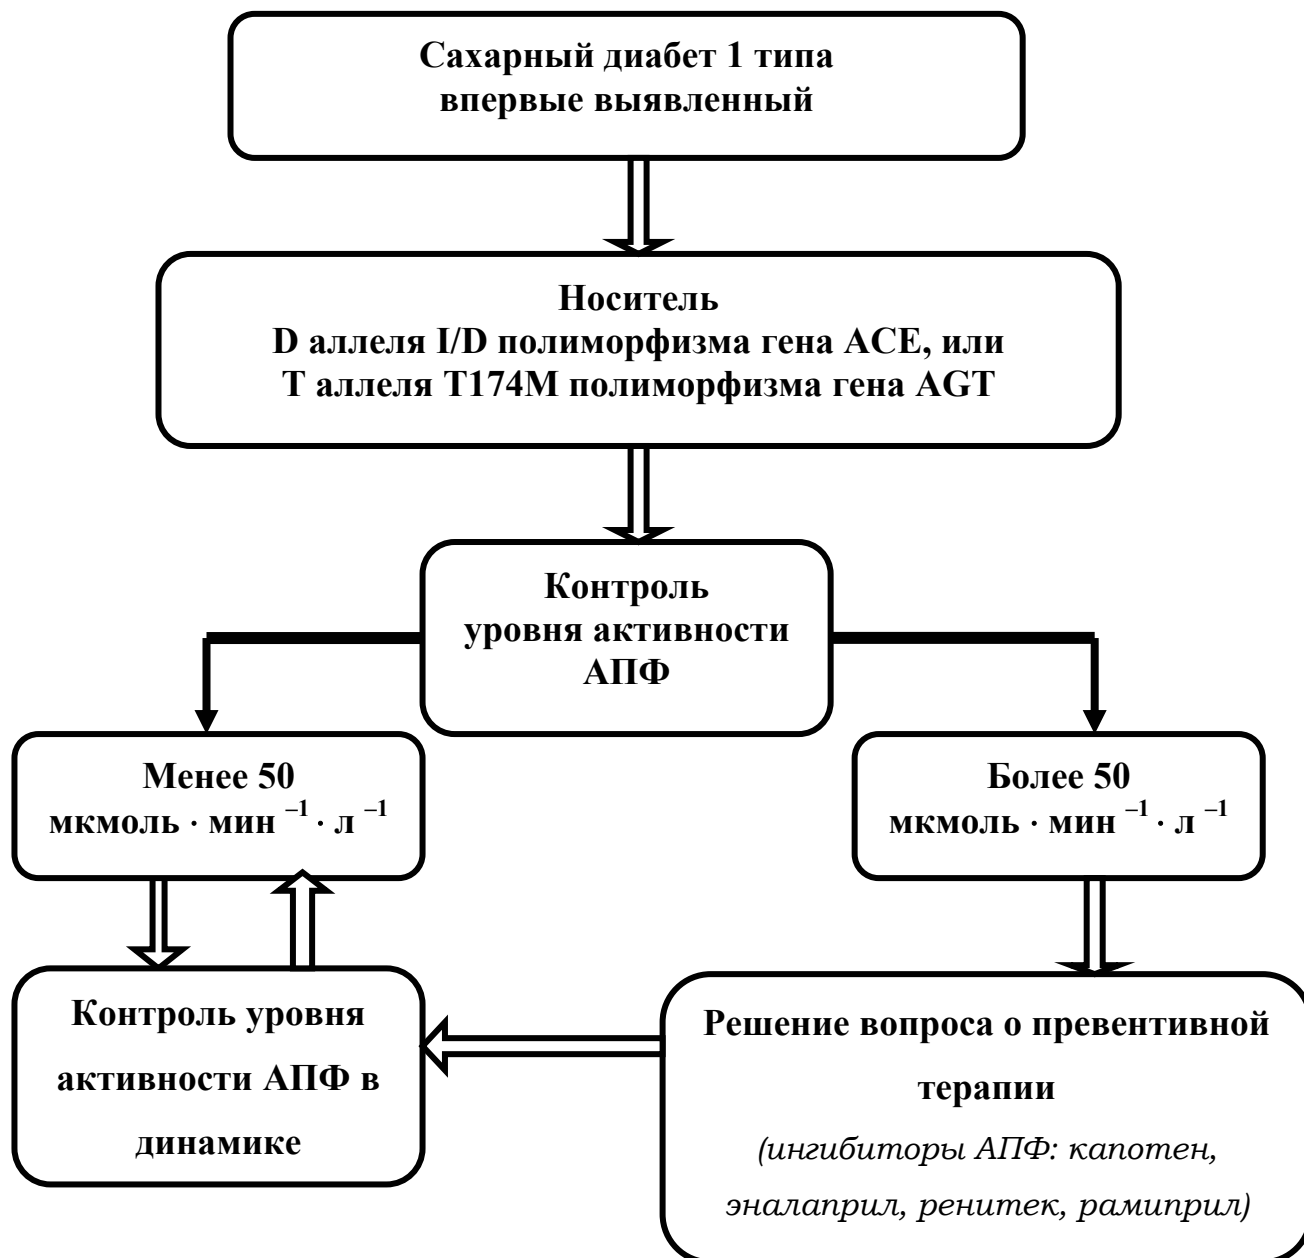 Сахарный диабет 1 типа
впервые выявленный
Носитель
D аллеля I/D полиморфизма гена ACE, или
T аллеля T174M полиморфизма гена AGT
Контроль
уровня активности
АПФ
Менее 50
мкмоль · мин ⁻¹ · л ⁻¹
Более 50
мкмоль · мин ⁻¹ · л ⁻¹
Контроль уровня
активности АПФ в
динамике
Решение вопроса о превентивной
терапии
(ингибиторы АПФ: капотен,
эналаприл, ренитек, рамиприл)